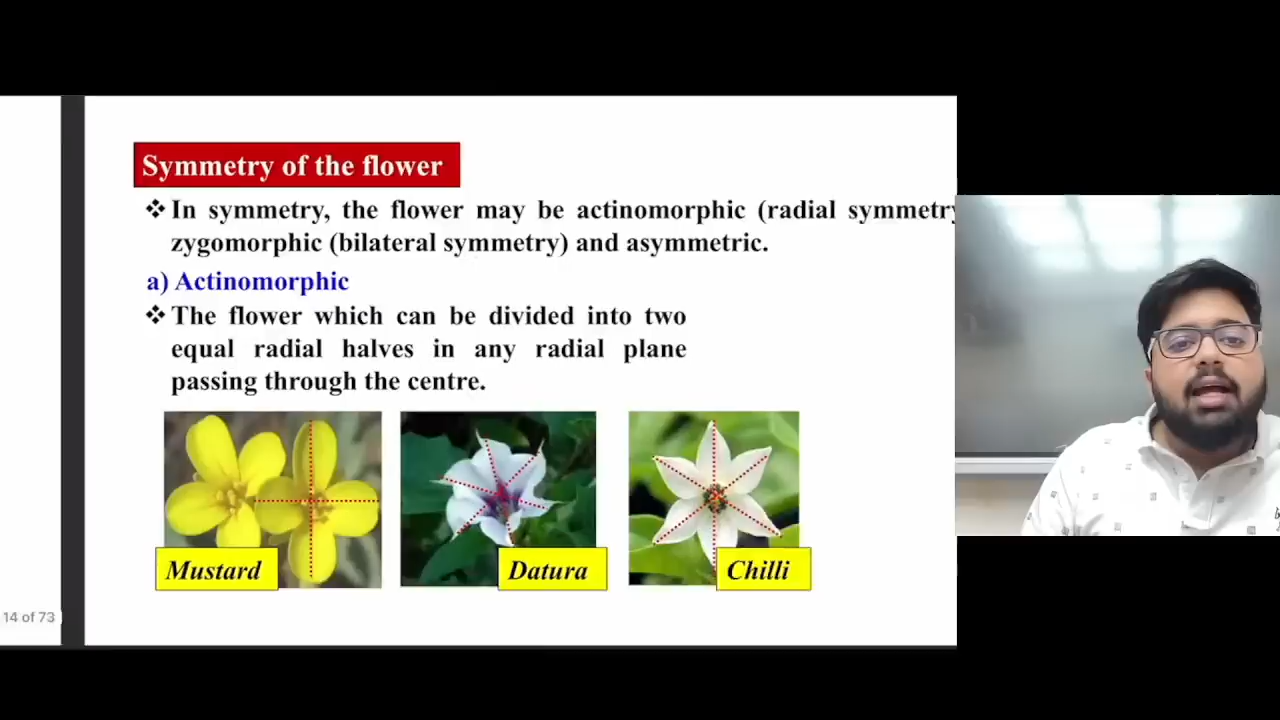 Symmetry of the flower
❖ In symmetry, the flower may be actinomorphic (radial symmetry
zygomorphic (bilateral symmetry) and asymmetric.
a) Actinomorphic
❖ The flower which can be divided into two
equal radial halves in any radial plane
passing through the centre.
Mustard
Datura
Chilli
14 of 73